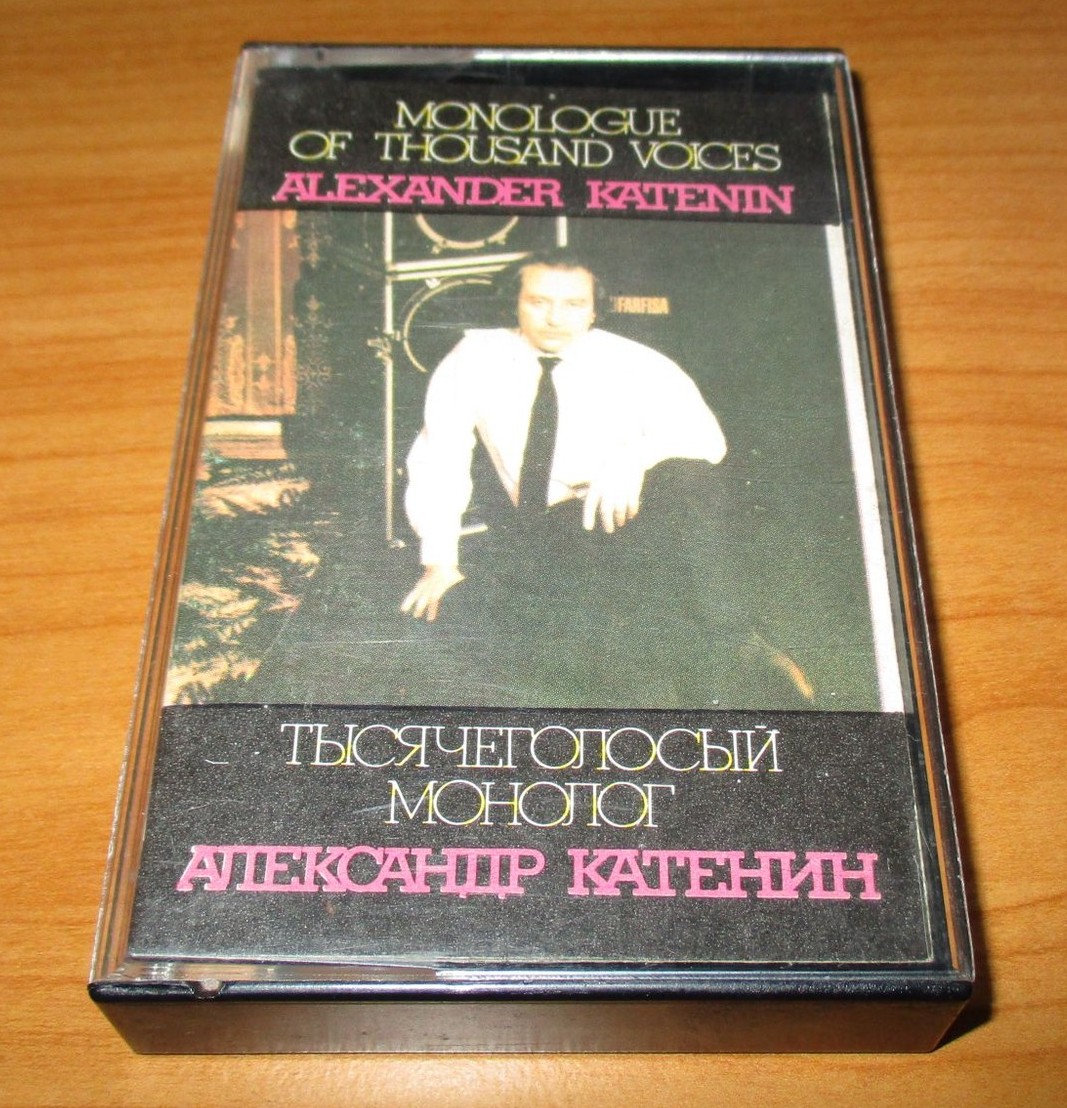 MONOLOGUE
OF THOUSAND VOICES
ALEXANDER KATENIN
FARFISA
ТЫСЯЧЕГОЛОСЫЙ
МОНОЛОГ
АЛЕКСАНДР КАТЕНИН